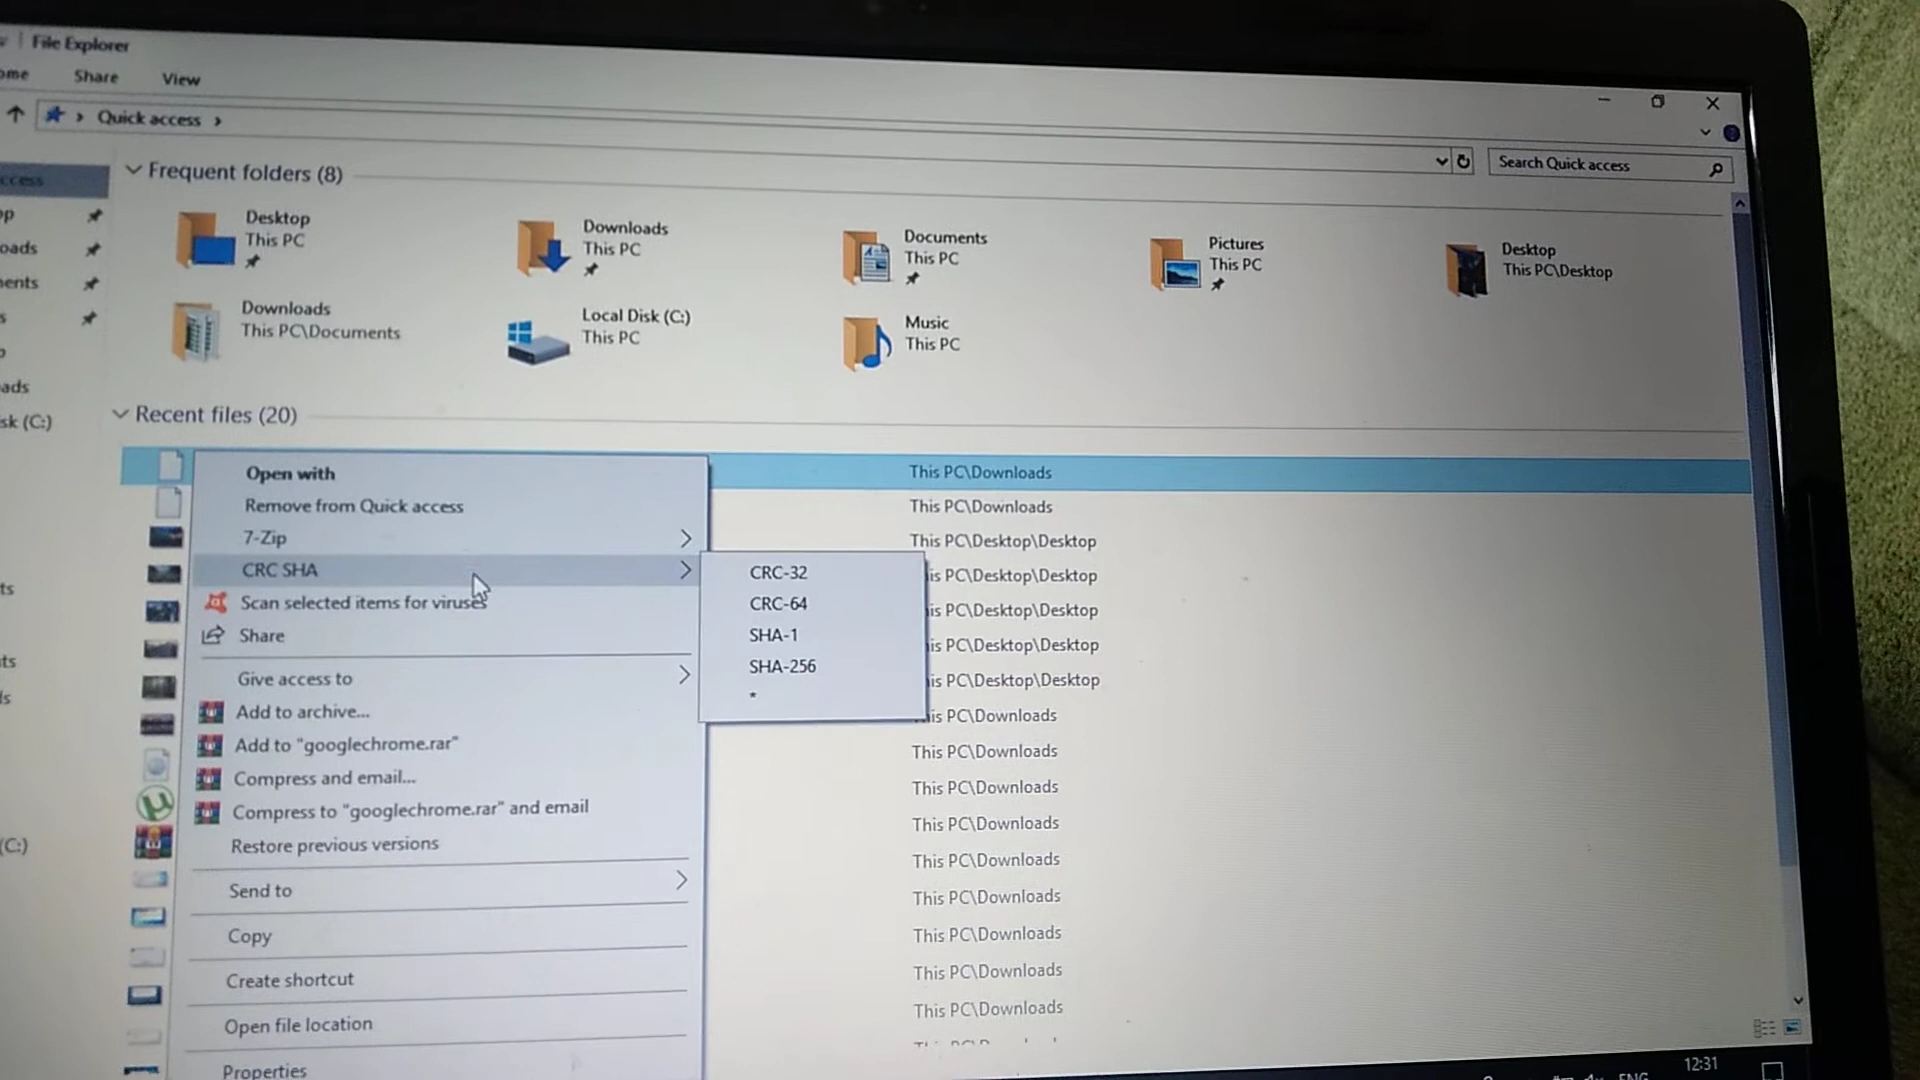 File Explorer
ome Share View
Quick access
Search Quick access
ccess
op
oads
ments
s
ads
sk (C:)
Frequent folders (8)
Desktop
This PC
Downloads
This PC
Documents
This PC
Pictures
This PC
Desktop
This PC\Desktop
Downloads
This PC\Documents
Local Disk (C:)
This PC
Music
This PC
Recent files (20)
Open with
Remove from Quick access
7-Zip
CRC SHA
Scan selected items for viruses
Share
Give access to
Add to archive...
Add to "googlechrome.rar"
Compress and email...
Compress to "googlechrome.rar" and email
Restore previous versions
Send to
Copy
Create shortcut
Open file location
Properties
CRC-32
CRC-64
SHA-1
SHA-256
*
This PC\Downloads
This PC\Downloads
This PC\Desktop\Desktop
is PC\Desktop\Desktop
is PC\Desktop\Desktop
is PC\Desktop\Desktop
is PC\Desktop\Desktop
is PC\Downloads
This PC\Downloads
This PC\Downloads
This PC\Downloads
This PC\Downloads
This PC\Downloads
This PC\Downloads
This PC\Downloads
This PC\Downloads
ts
ts
ls
(C:)
ENG
12:31